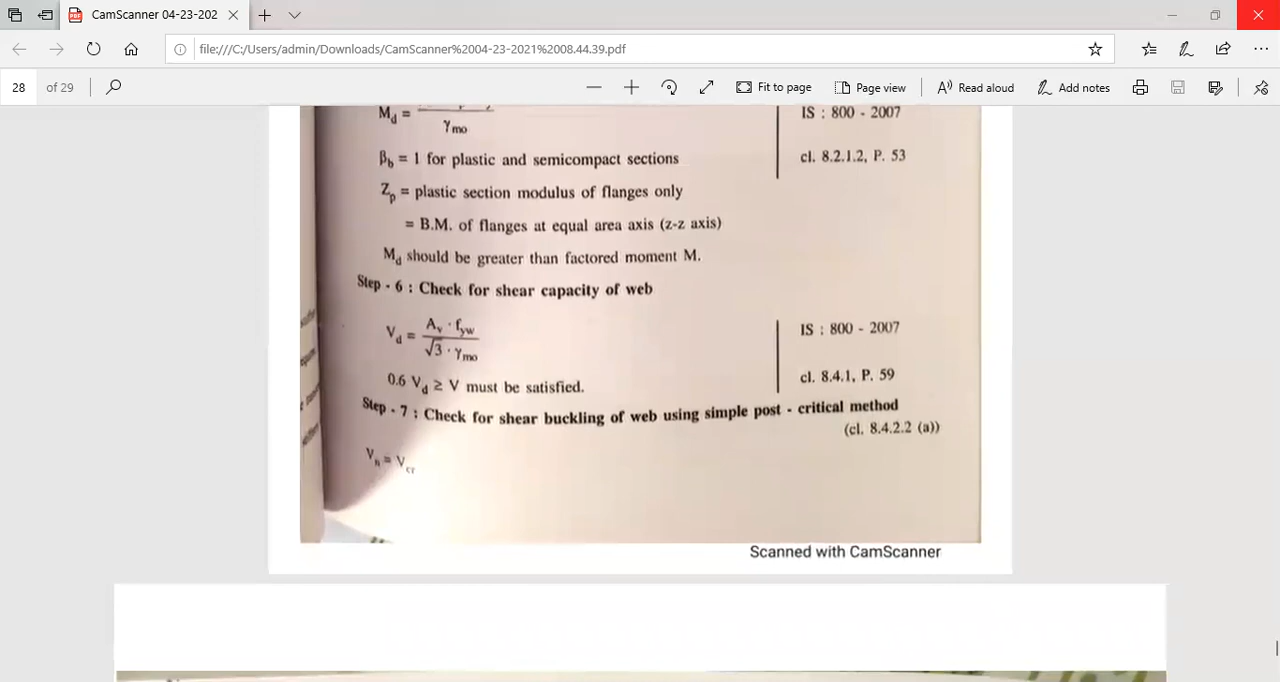 CamScanner 04-23-202
file:///C:/Users/admin/Downloads/CamScanner%2004-23-2021%2008.44.39.pdf
28 of 29
Fit to page
Page view
Read aloud
Add notes
M_d =
γ_mo
IS : 800 - 2007
β_b = 1 for plastic and semicompact sections
cl. 8.2.1.2, P. 53
Z_p = plastic section modulus of flanges only
= B.M. of flanges at equal area axis (z-z axis)
M_d should be greater than factored moment M.
Step - 6 : Check for shear capacity of web
V_d = A_v · f_yw / √3 · γ_mo
IS : 800 - 2007
0.6 V_d ≥ V must be satisfied.
cl. 8.4.1, P. 59
Step - 7 : Check for shear buckling of web using simple post - critical method
(cl. 8.4.2.2 (a))
V_n = V_cr
Scanned with CamScanner